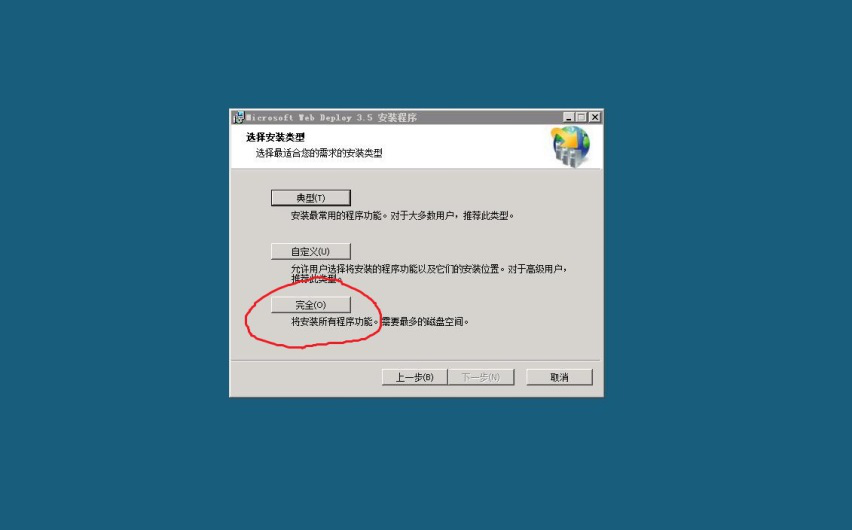 Microsoft Web Deploy 3.5 安装程序
选择安装类型
选择最适合您的需求的安装类型
典型(T)
安装最常用的程序功能。对于大多数用户，推荐此类型。
自定义(U)
允许用户选择将安装的程序功能以及它们的安装位置。对于高级用户，
推荐此类型。
完全(O)
将安装所有程序功能。需要最多的磁盘空间。
上一步(B) 下一步(N) 取消